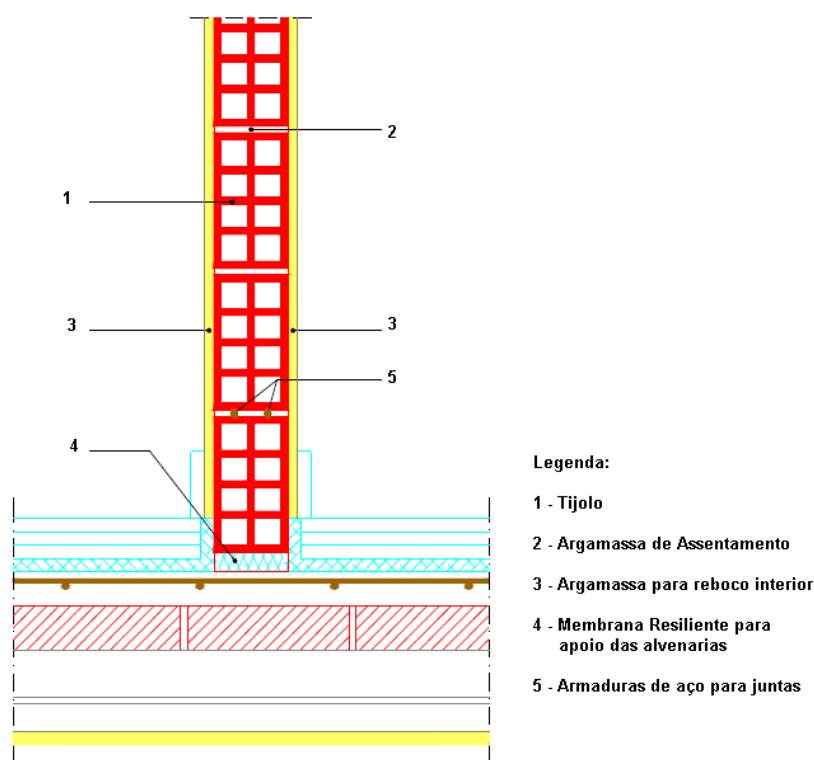 2
1
3
3
5
4
Legenda:
1 - Tijolo
2 - Argamassa de Assentamento
3 - Argamassa para reboco interior
4 - Membrana Resiliente para
apoio das alvenarias
5 - Armaduras de aço para juntas